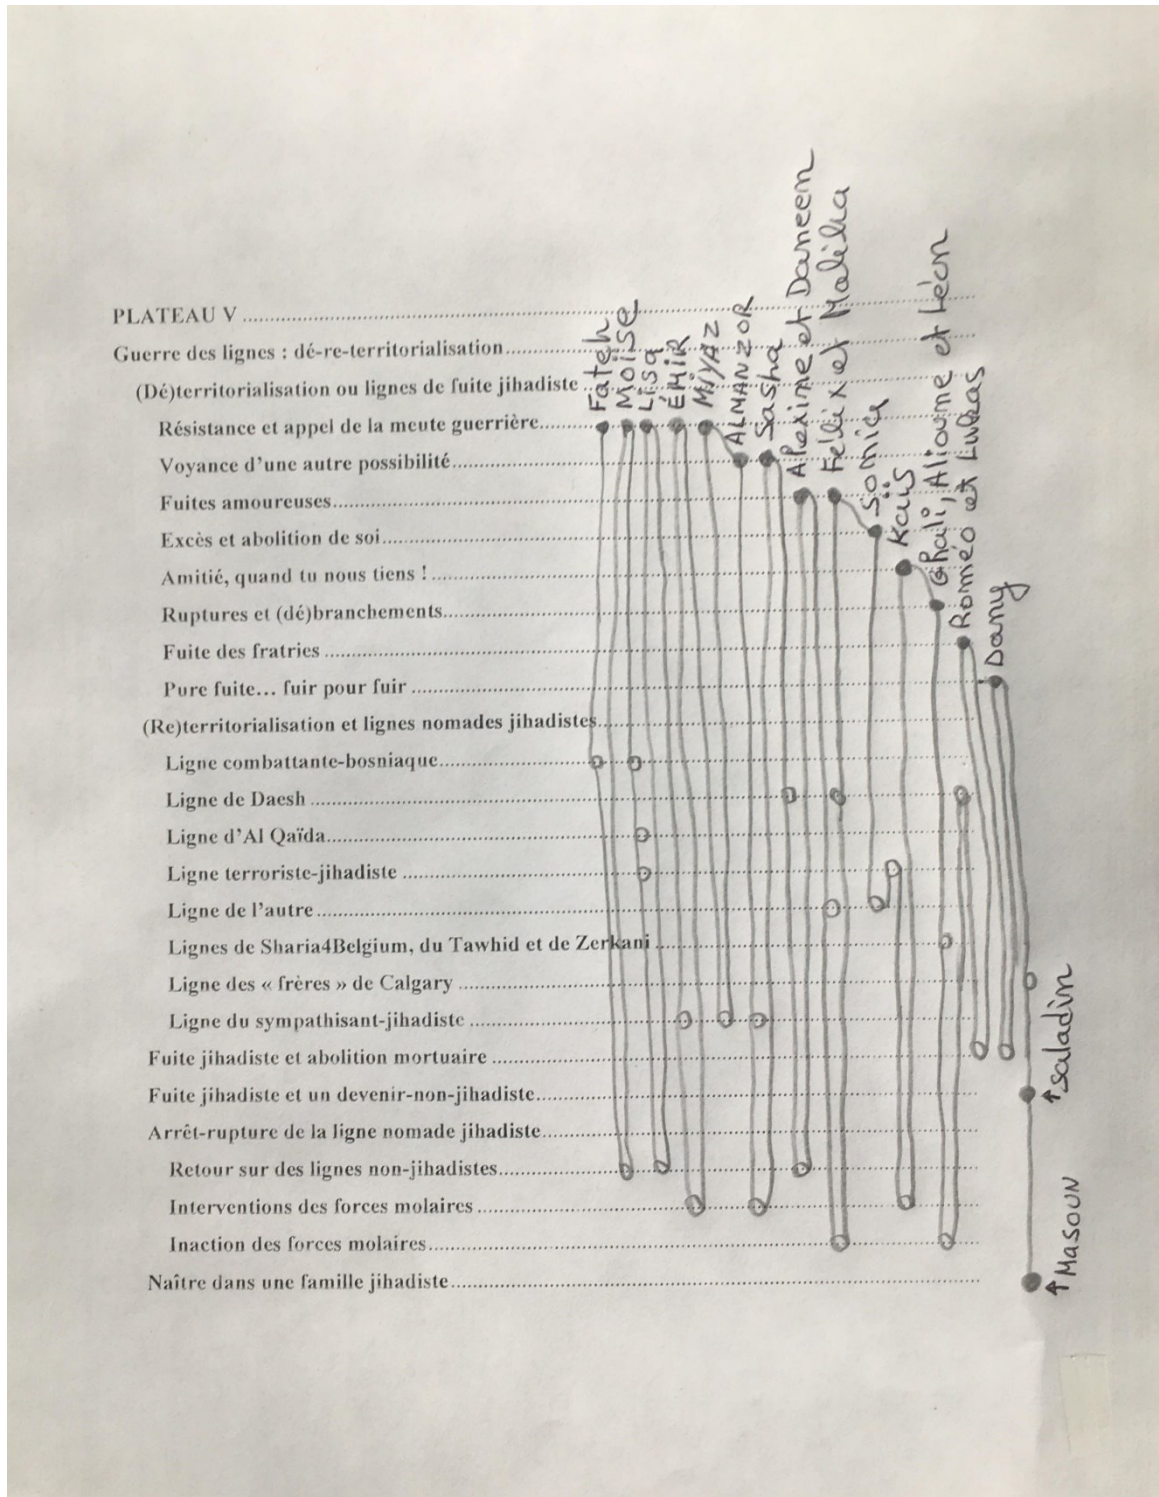 PLATEAU V
Guerre des lignes : dé-re-territorialisation
(Dé)territorialisation ou lignes de fuite jihadiste
Résistance et appel de la meute guerrière
Voyance d'une autre possibilité
Fuites amoureuses
Excès et abolition de soi
Amitié, quand tu nous tiens !
Ruptures et (dé)branchements
Fuite des fratries
Pure fuite... fuir pour fuir
(Re)territorialisation et lignes nomades jihadistes
Ligne combattante-bosniaque
Ligne de Daesh
Ligne d'Al Qaïda
Ligne terroriste-jihadiste
Ligne de l'autre
Lignes de Sharia4Belgium, du Tawhid et de Zerkani
Ligne des « frères » de Calgary
Ligne du sympathisant-jihadiste
Fuite jihadiste et abolition mortuaire
Fuite jihadiste et un devenir-non-jihadiste
Arrêt-rupture de la ligne nomade jihadiste
Retour sur des lignes non-jihadistes
Interventions des forces molaires
Inaction des forces molaires
Naître dans une famille jihadiste
Fateh
Moïse
Lisa
ÉMIR
NIYAZ
ALMANZOR
Sasha
Alexine et Daneem
Félix et Maliha
Kaïs
Ghali, Alioune et Léon
Roméo et Lukas
Dany
↑ Saladin
↑ MASOUN